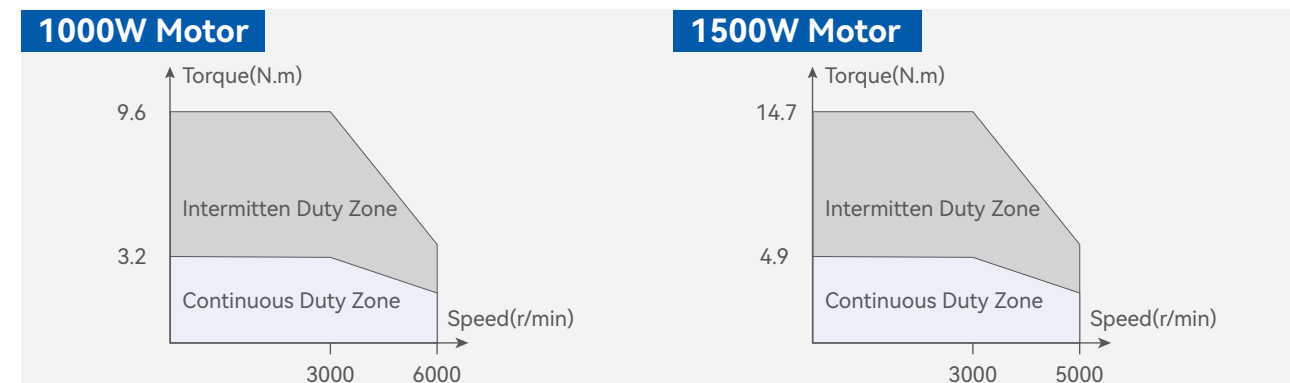 1000W Motor
Torque(N.m)
9.6
Intermitten Duty Zone
3.2
Continuous Duty Zone
Speed(r/min)
3000 6000
1500W Motor
Torque(N.m)
14.7
Intermitten Duty Zone
4.9
Continuous Duty Zone
Speed(r/min)
3000 5000